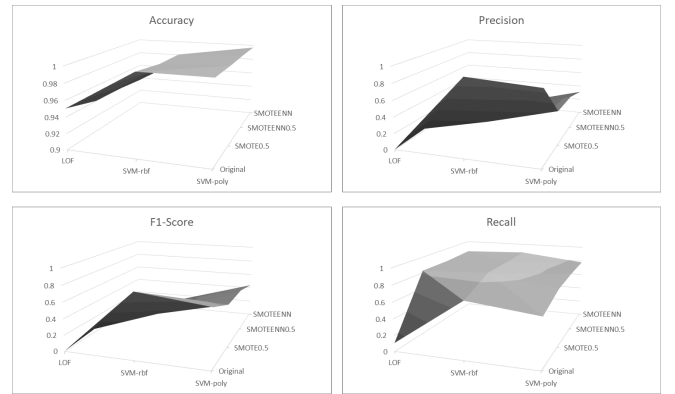 Accuracy
1
0.98
0.96
0.94
0.92
0.9
LOF
SVM-rbf
SVM-poly
Original
SMOTE0.5
SMOTEENN0.5
SMOTEENN
Precision
1
0.8
0.6
0.4
0.2
0
LOF
SVM-rbf
SVM-poly
Original
SMOTE0.5
SMOTEENN0.5
SMOTEENN
F1-Score
1
0.8
0.6
0.4
0.2
0
LOF
SVM-rbf
SVM-poly
Original
SMOTE0.5
SMOTEENN0.5
SMOTEENN
Recall
1
0.8
0.6
0.4
0.2
0
LOF
SVM-rbf
SVM-poly
Original
SMOTE0.5
SMOTEENN0.5
SMOTEENN